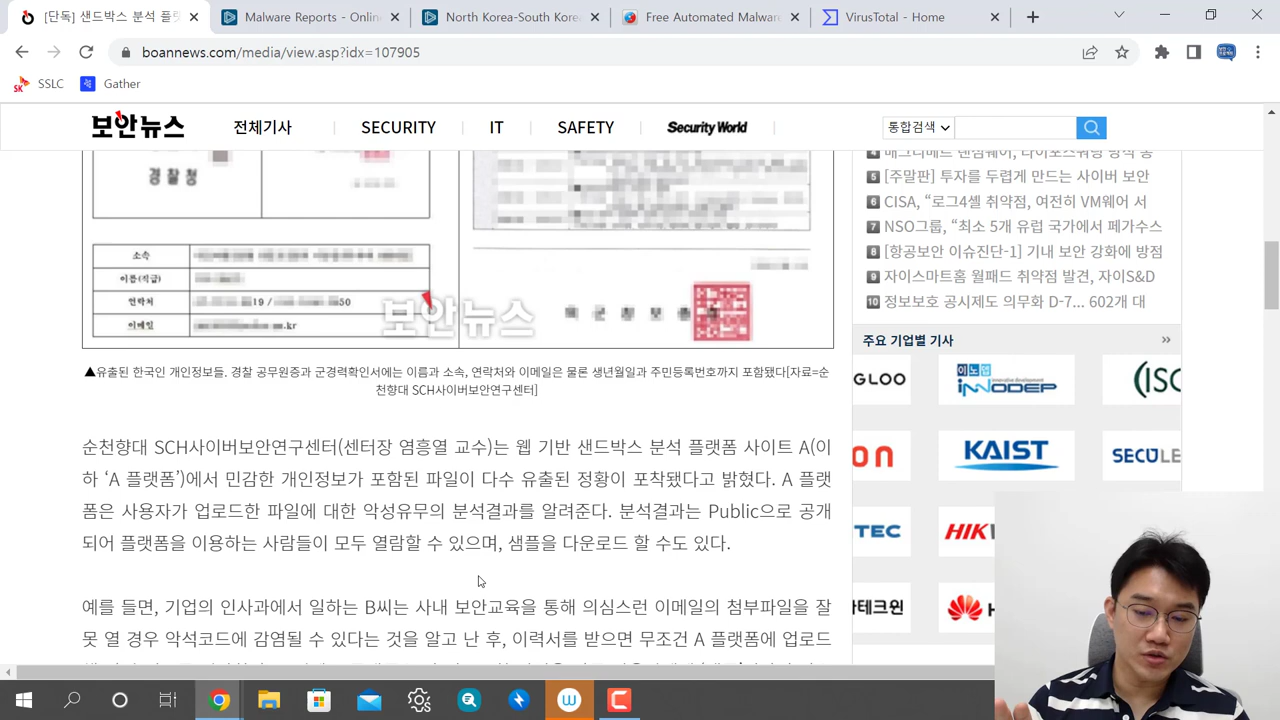 [단독] 샌드박스 분석 플랫
Malware Reports - Onlin
North Korea-South Kore
Free Automated Malware
VirusTotal - Home
boannews.com/media/view.asp?idx=107905
SSLC
Gather
보안뉴스
전체기사
SECURITY
IT
SAFETY
Security World
통합검색
경찰청
소속
이름(직급)
연락처
19 /
50
이메일
.kr
보안뉴스
▲유출된 한국인 개인정보들. 경찰 공무원증과 군경력확인서에는 이름과 소속, 연락처와 이메일은 물론 생년월일과 주민등록번호까지 포함됐다[자료=순
천향대 SCH사이버보안연구센터]
순천향대 SCH사이버보안연구센터(센터장 염흥열 교수)는 웹 기반 샌드박스 분석 플랫폼 사이트 A(이
하 ‘A 플랫폼’)에서 민감한 개인정보가 포함된 파일이 다수 유출된 정황이 포착됐다고 밝혔다. A 플랫
폼은 사용자가 업로드한 파일에 대한 악성유무의 분석결과를 알려준다. 분석결과는 Public으로 공개
되어 플랫폼을 이용하는 사람들이 모두 열람할 수 있으며, 샘플을 다운로드 할 수도 있다.
예를 들면, 기업의 인사과에서 일하는 B씨는 사내 보안교육을 통해 의심스런 이메일의 첨부파일을 잘
못 열 경우 악석코드에 감염될 수 있다는 것을 알고 난 후, 이력서를 받으면 무조건 A 플랫폼에 업로드
5 [주말판] 투자를 두렵게 만드는 사이버 보안
6 CISA, “로그4셸 취약점, 여전히 VM웨어 서
7 NSO그룹, “최소 5개 유럽 국가에서 페가수스
8 [항공보안 이슈진단-1] 기내 보안 강화에 방점
9 자이스마트홈 월패드 취약점 발견, 자이S&D
10 정보보호 공시제도 의무화 D-7... 602개 대
주요 기업별 기사
GLOO
이노뎁
iNNODEP
(ISC
on
KAIST
SECULE
TEC
HIK
테크윈